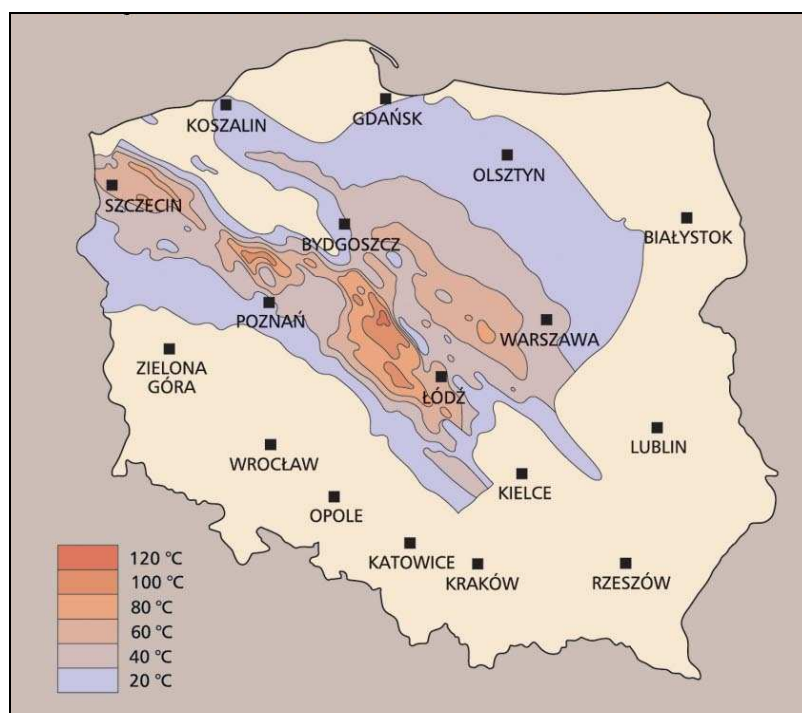 KOSZALIN
GDAŃSK
OLSZTYN
SZCZECIN
BIAŁYSTOK
BYDGOSZCZ
POZNAŃ
WARSZAWA
ZIELONA
GÓRA
ŁÓDŹ
LUBLIN
WROCŁAW
KIELCE
OPOLE
KATOWICE
KRAKÓW
RZESZÓW
120 °C
100 °C
80 °C
60 °C
40 °C
20 °C